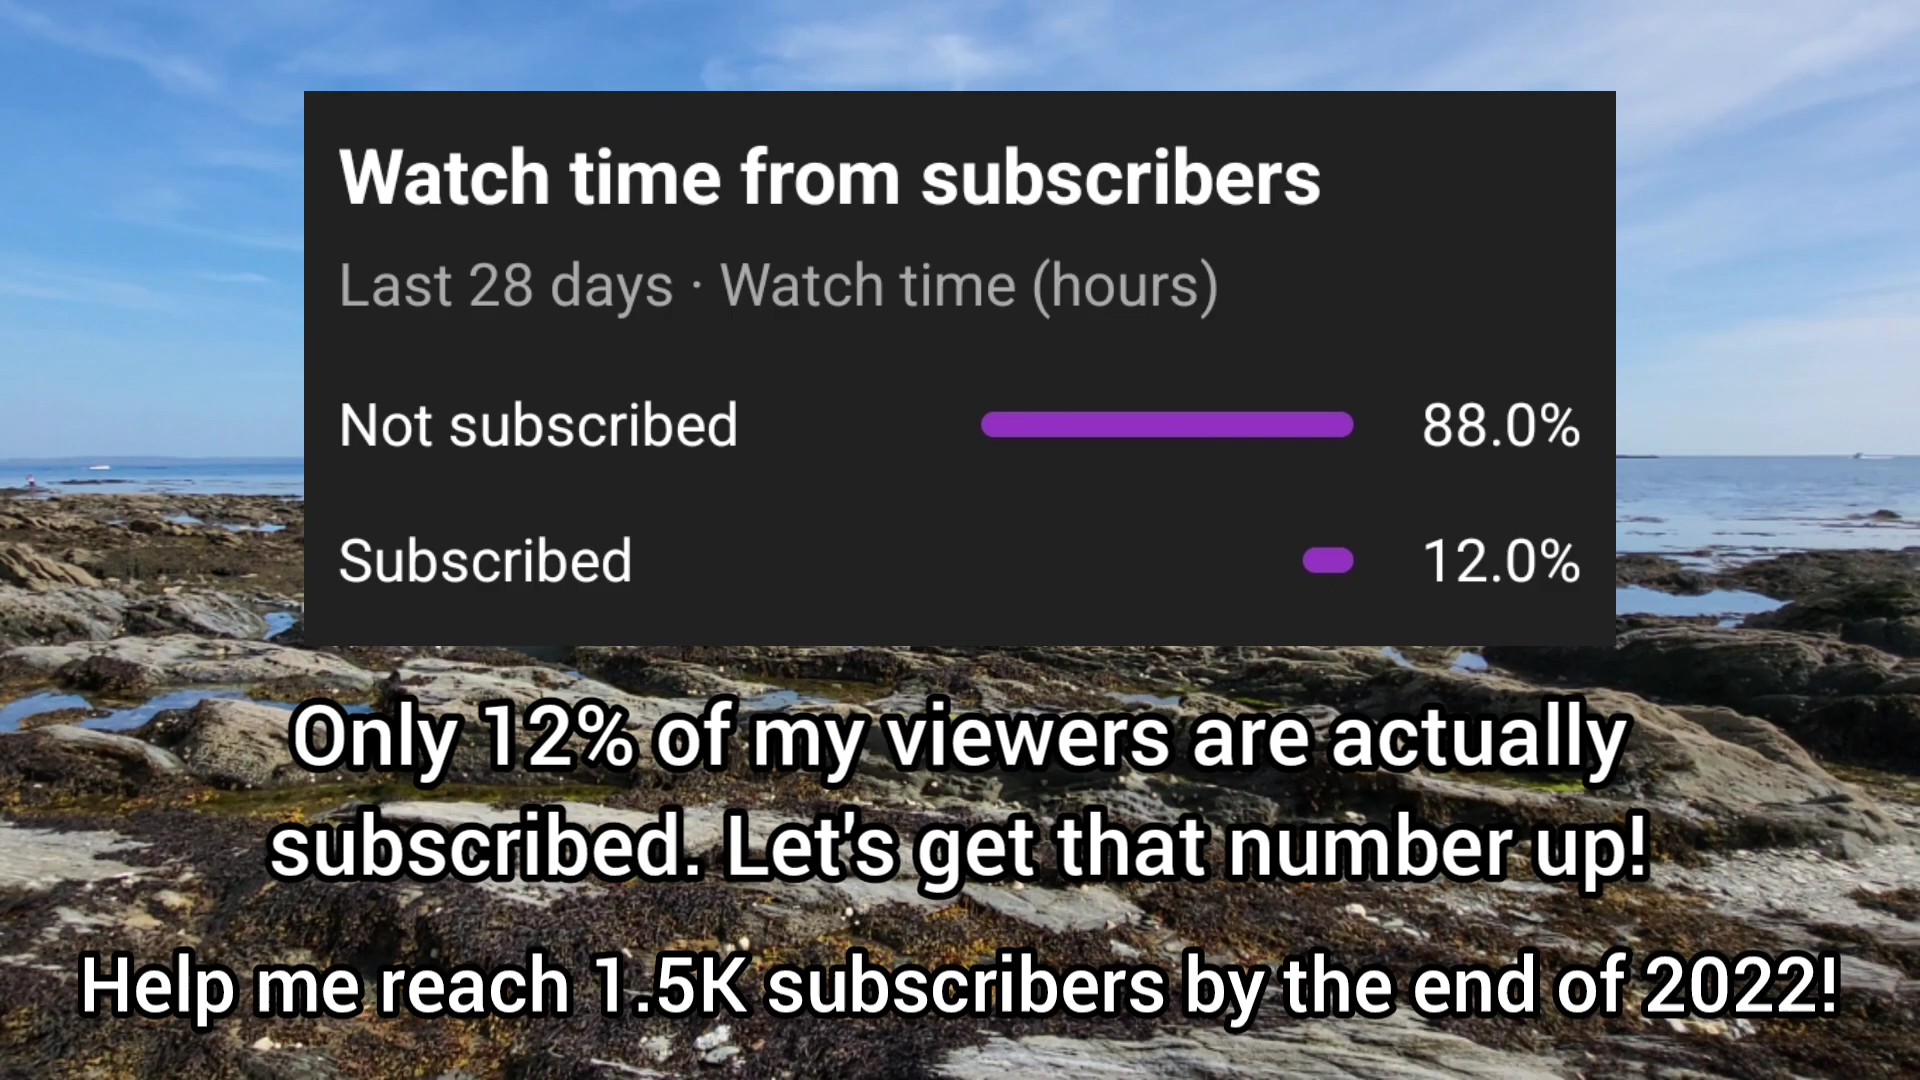 Watch time from subscribers
Last 28 days · Watch time (hours)
Not subscribed 88.0%
Subscribed 12.0%
Only 12% of my viewers are actually
subscribed. Let's get that number up!
Help me reach 1.5K subscribers by the end of 2022!